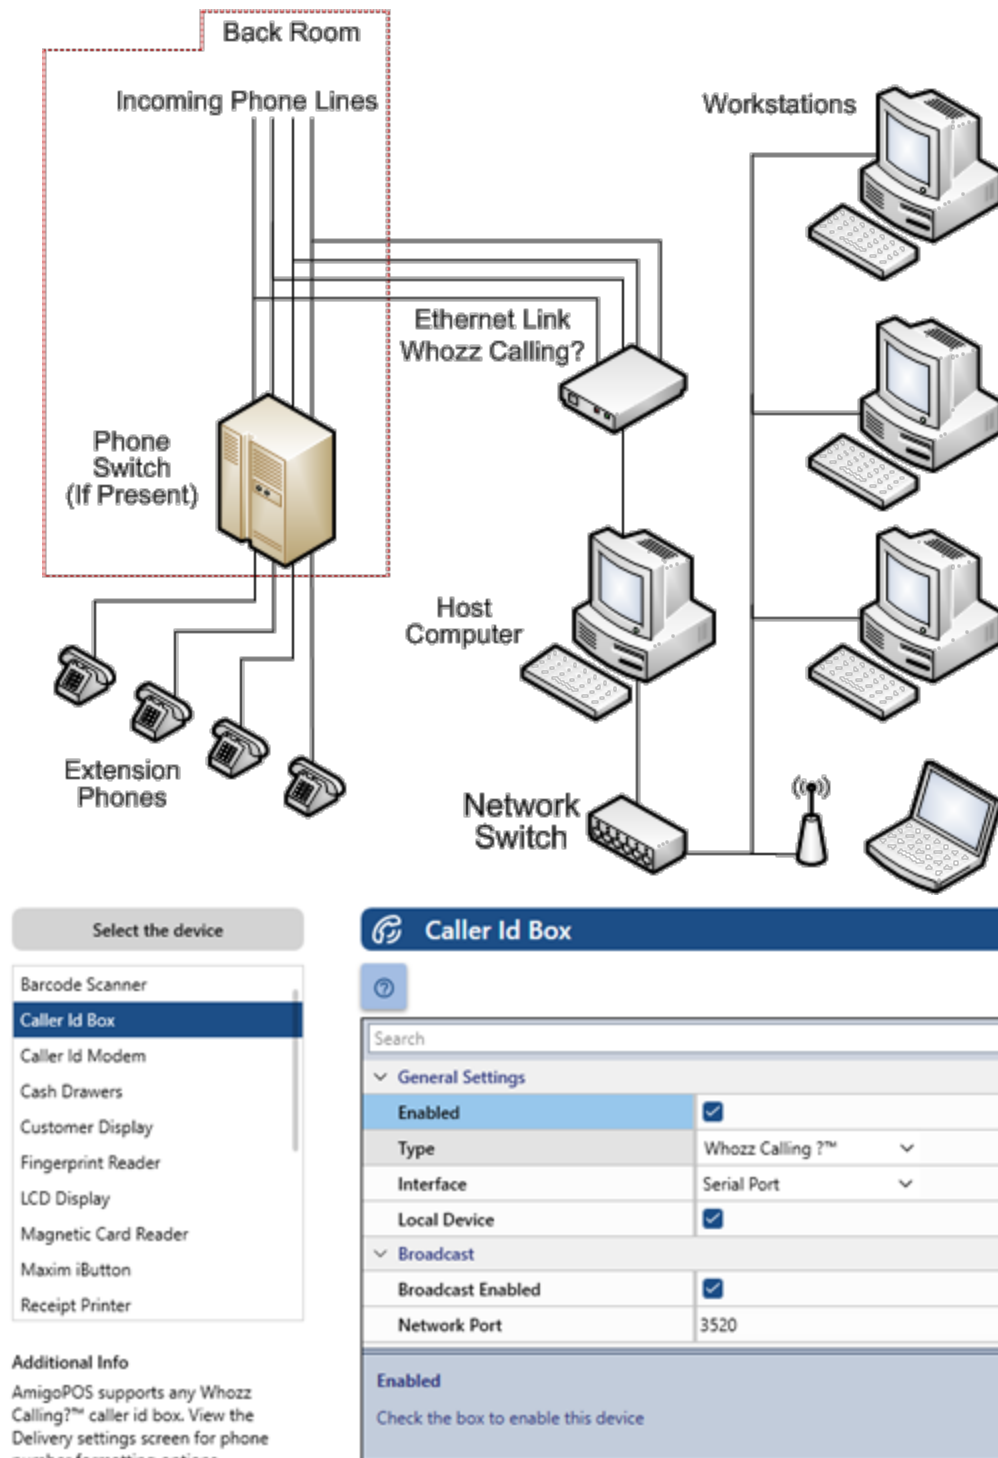 Back Room
Incoming Phone Lines
Workstations
Ethernet Link
Whozz Calling?
Phone
Switch
(If Present)
Host
Computer
Extension
Phones
Network
Switch
Select the device
Barcode Scanner
Caller Id Box
Caller Id Modem
Cash Drawers
Customer Display
Fingerprint Reader
LCD Display
Magnetic Card Reader
Maxim iButton
Receipt Printer
Additional Info
AmigoPOS supports any Whozz
Calling?™ caller id box. View the
Delivery settings screen for phone
number formatting options
Caller Id Box
Search
General Settings
Enabled
Type Whozz Calling ?™
Interface Serial Port
Local Device
Broadcast
Broadcast Enabled
Network Port 3520
Enabled
Check the box to enable this device